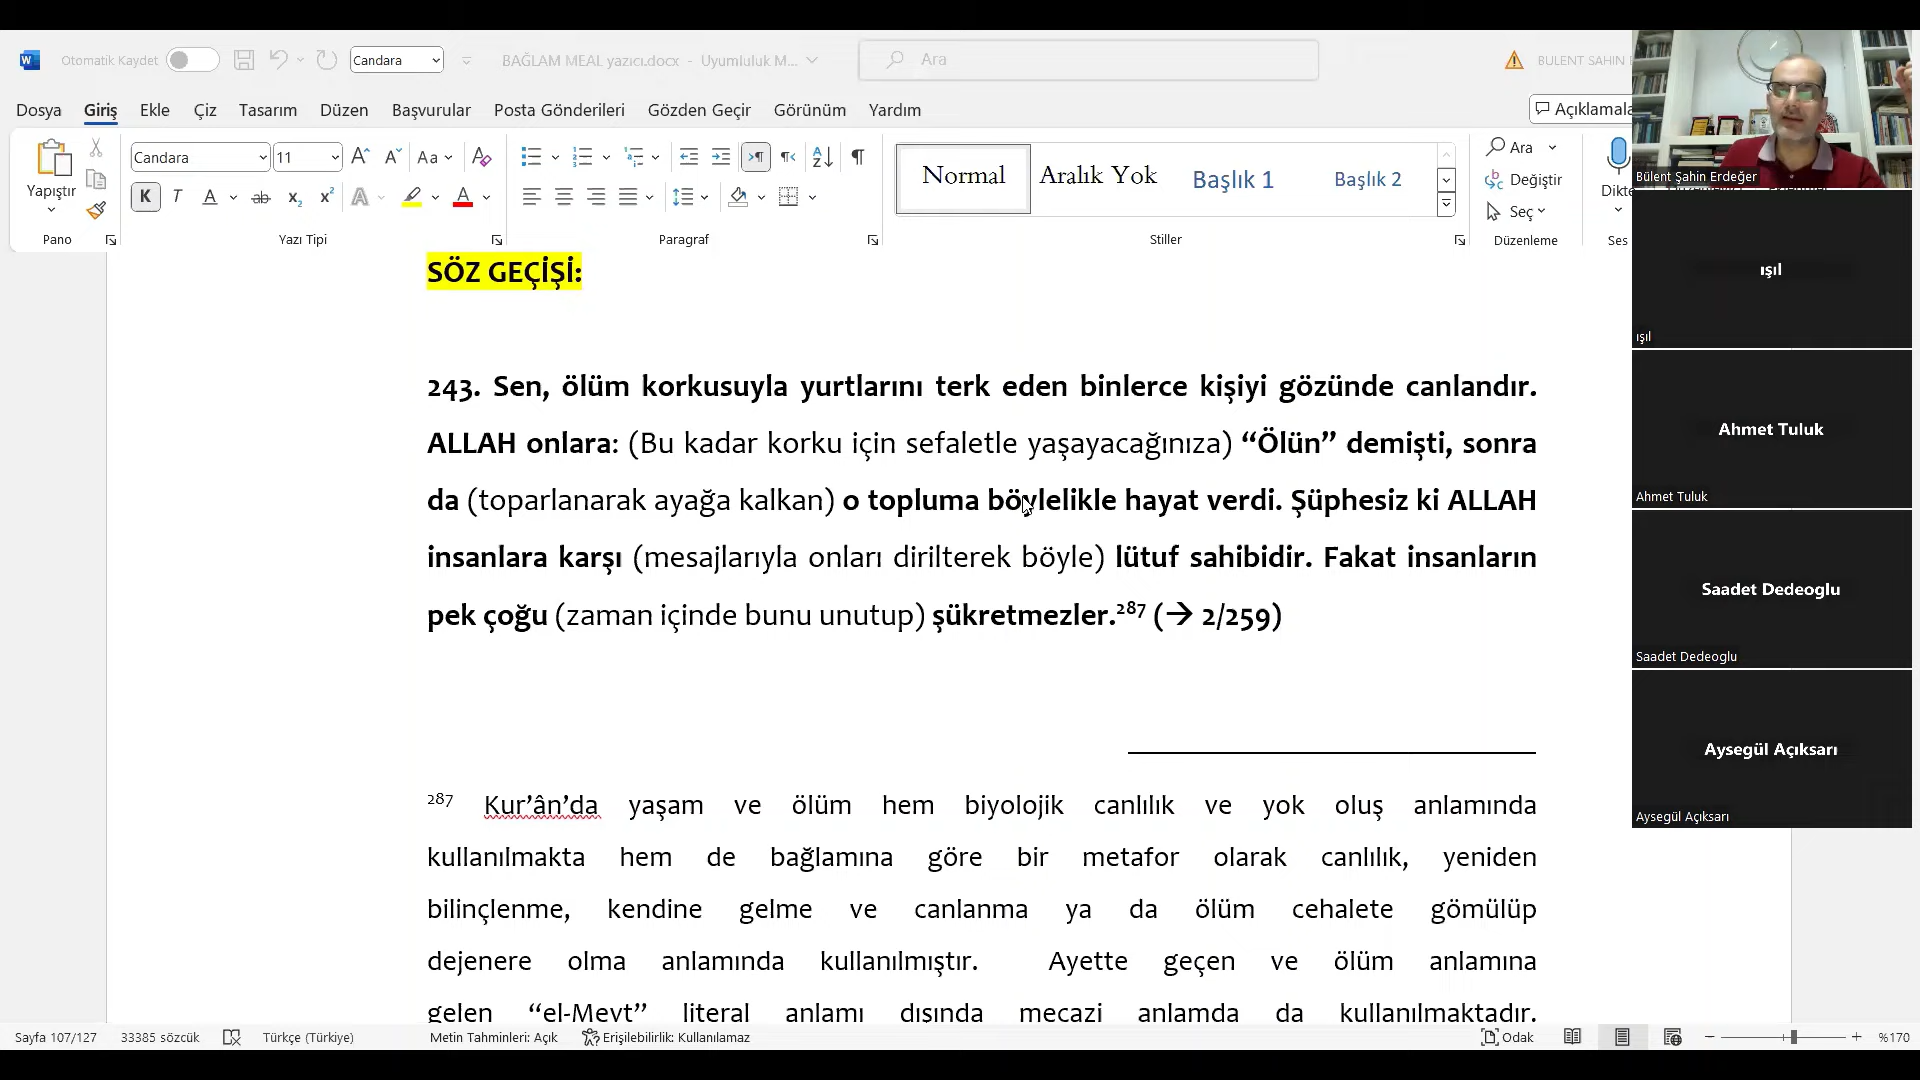 Otomatik Kaydet
Candara
BAĞLAM MEAL yazıcı.docx - Uyumluluk M...
Ara
BULENT SAHIN
Dosya Giriş Ekle Çiz Tasarım Düzen Başvurular Posta Gönderileri Gözden Geçir Görünüm Yardım
Açıklamala
Yapıştır
Candara 11
Normal
Aralık Yok
Başlık 1
Başlık 2
Ara
Değiştir
Seç
Dikte
Pano
Yazı Tipi
Paragraf
Stiller
Düzenleme
Ses
SÖZ GEÇİŞİ:
243. Sen, ölüm korkusuyla yurtlarını terk eden binlerce kişiyi gözünde canlandır.
ALLAH onlara: (Bu kadar korku için sefaletle yaşayacağınıza) “Ölün” demişti, sonra
da (toparlanarak ayağa kalkan) o topluma böylelikle hayat verdi. Şüphesiz ki ALLAH
insanlara karşı (mesajlarıyla onları dirilterek böyle) lütuf sahibidir. Fakat insanların
pek çoğu (zaman içinde bunu unutup) şükretmezler.²⁸⁷ (→ 2/259)
²⁸⁷ Kur’ân’da yaşam ve ölüm hem biyolojik canlılık ve yok oluş anlamında
kullanılmakta hem de bağlamına göre bir metafor olarak canlılık, yeniden
bilinçlenme, kendine gelme ve canlanma ya da ölüm cehalete gömülüp
dejenere olma anlamında kullanılmıştır. Ayette geçen ve ölüm anlamına
gelen “el-Mevt” literal anlamı dışında mecazi anlamda da kullanılmaktadır.
Sayfa 107/127 33385 sözcük Türkçe (Türkiye) Metin Tahminleri: Açık Erişilebilirlik: Kullanılamaz Odak %170
Bülent Şahin Erdeğer
ışıl
ışıl
Ahmet Tuluk
Ahmet Tuluk
Saadet Dedeoglu
Saadet Dedeoglu
Aysegül Açıksarı
Aysegül Açıksarı